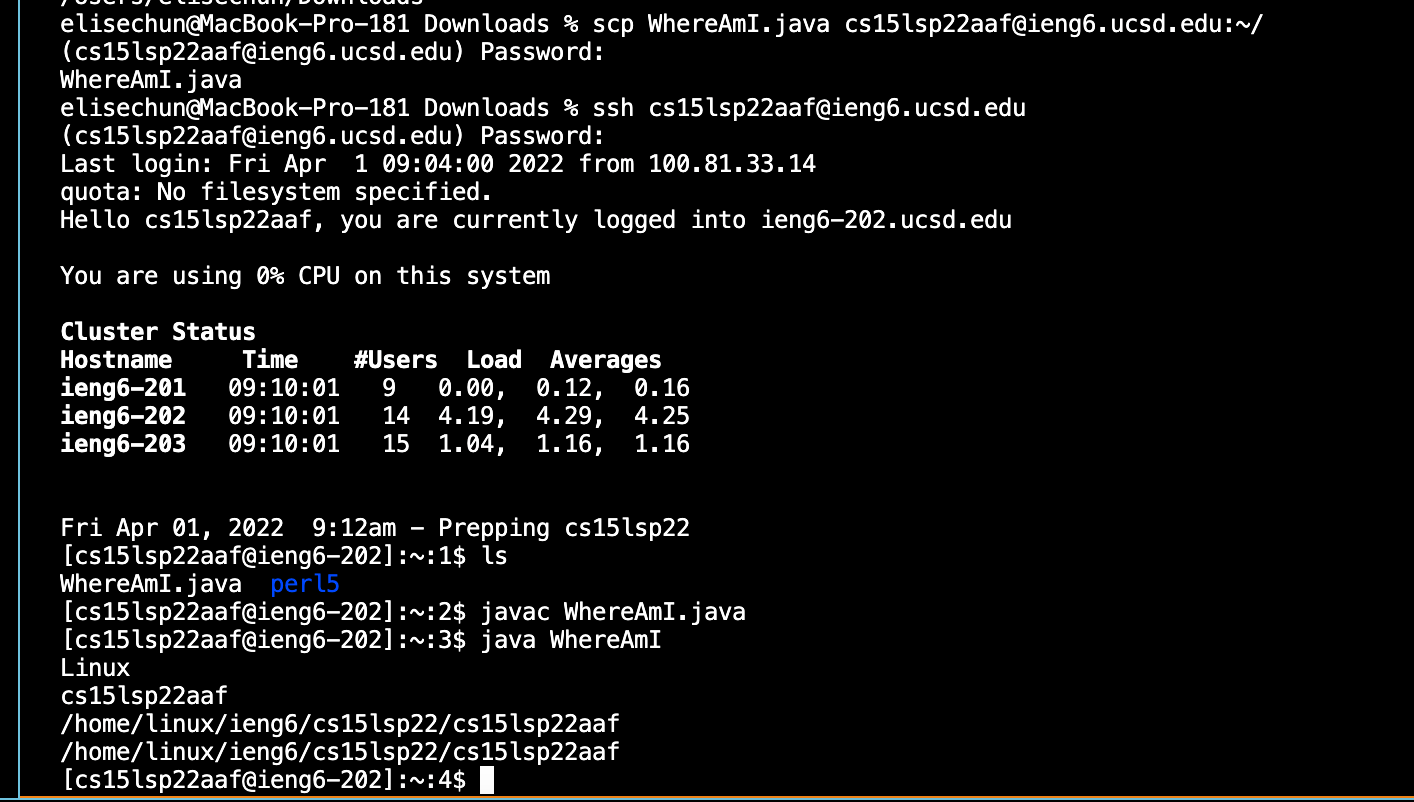 /Users/elisechun/Downloads
elisechun@MacBook-Pro-181 Downloads % scp WhereAmI.java cs15lsp22aaf@ieng6.ucsd.edu:~/
(cs15lsp22aaf@ieng6.ucsd.edu) Password:
WhereAmI.java
elisechun@MacBook-Pro-181 Downloads % ssh cs15lsp22aaf@ieng6.ucsd.edu
(cs15lsp22aaf@ieng6.ucsd.edu) Password:
Last login: Fri Apr  1 09:04:00 2022 from 100.81.33.14
quota: No filesystem specified.
Hello cs15lsp22aaf, you are currently logged into ieng6-202.ucsd.edu

You are using 0% CPU on this system

Cluster Status
Hostname     Time    #Users  Load  Averages
ieng6-201   09:10:01   9   0.00,  0.12,  0.16
ieng6-202   09:10:01   14  4.19,  4.29,  4.25
ieng6-203   09:10:01   15  1.04,  1.16,  1.16

Fri Apr 01, 2022  9:12am - Prepping cs15lsp22
[cs15lsp22aaf@ieng6-202]:~:1$ ls
WhereAmI.java  perl5
[cs15lsp22aaf@ieng6-202]:~:2$ javac WhereAmI.java
[cs15lsp22aaf@ieng6-202]:~:3$ java WhereAmI
Linux
cs15lsp22aaf
/home/linux/ieng6/cs15lsp22/cs15lsp22aaf
/home/linux/ieng6/cs15lsp22/cs15lsp22aaf
[cs15lsp22aaf@ieng6-202]:~:4$